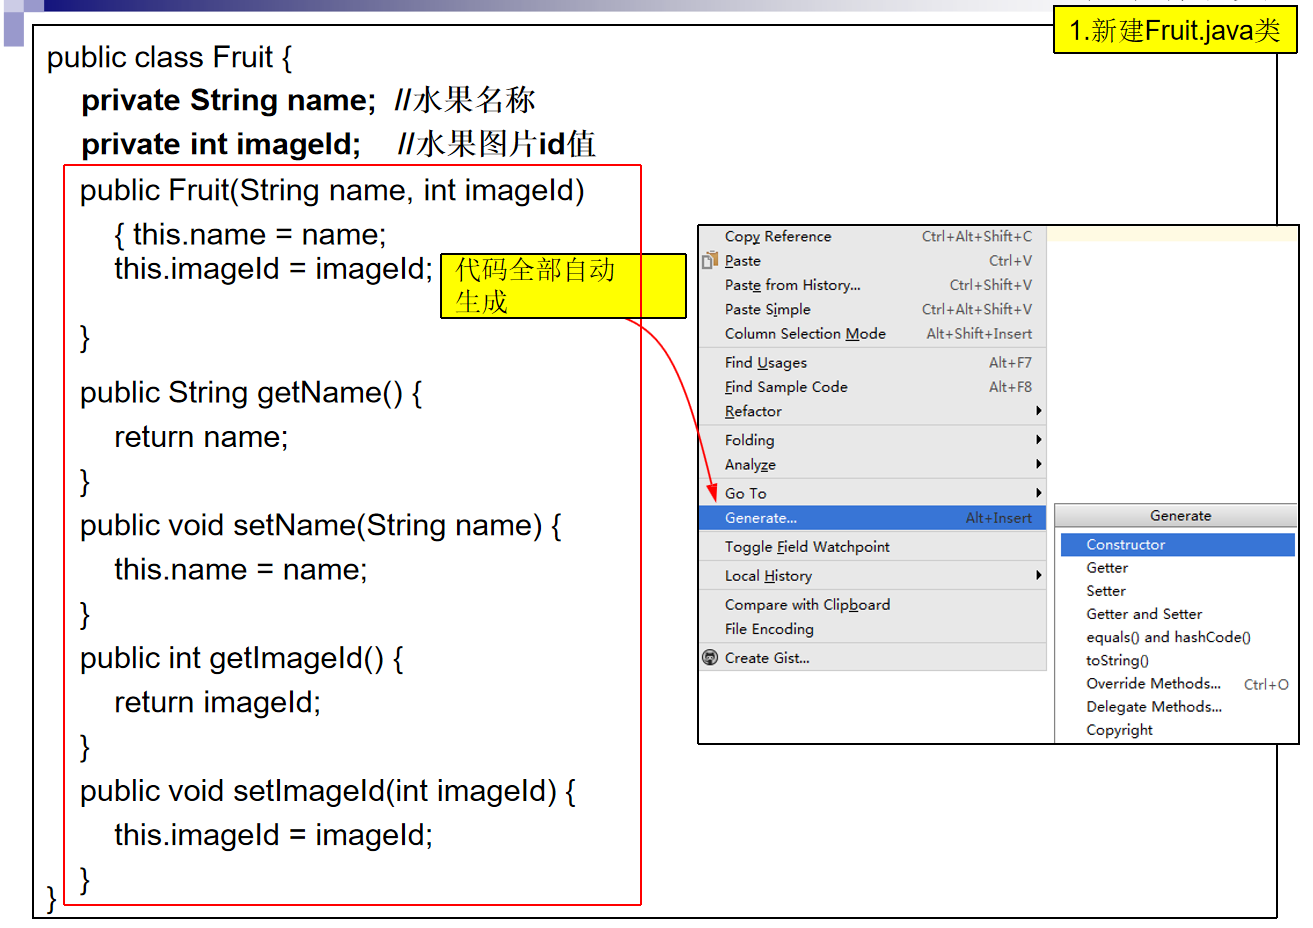 1.新建Fruit.java类
public class Fruit {
private String name; //水果名称
private int imageId; //水果图片id值
public Fruit(String name, int imageId)
{ this.name = name;
this.imageId = imageId;
代码全部自动
生成
}
public String getName() {
return name;
}
public void setName(String name) {
this.name = name;
}
public int getImageId() {
return imageId;
}
public void setImageId(int imageId) {
this.imageId = imageId;
}
}
Copy Reference Ctrl+Alt+Shift+C
Paste Ctrl+V
Paste from History... Ctrl+Shift+V
Paste Simple Ctrl+Alt+Shift+V
Column Selection Mode Alt+Shift+Insert
Find Usages Alt+F7
Find Sample Code Alt+F8
Refactor
Folding
Analyze
Go To
Generate... Alt+Insert
Toggle Field Watchpoint
Local History
Compare with Clipboard
File Encoding
Create Gist...
Generate
Constructor
Getter
Setter
Getter and Setter
equals() and hashCode()
toString()
Override Methods... Ctrl+O
Delegate Methods...
Copyright